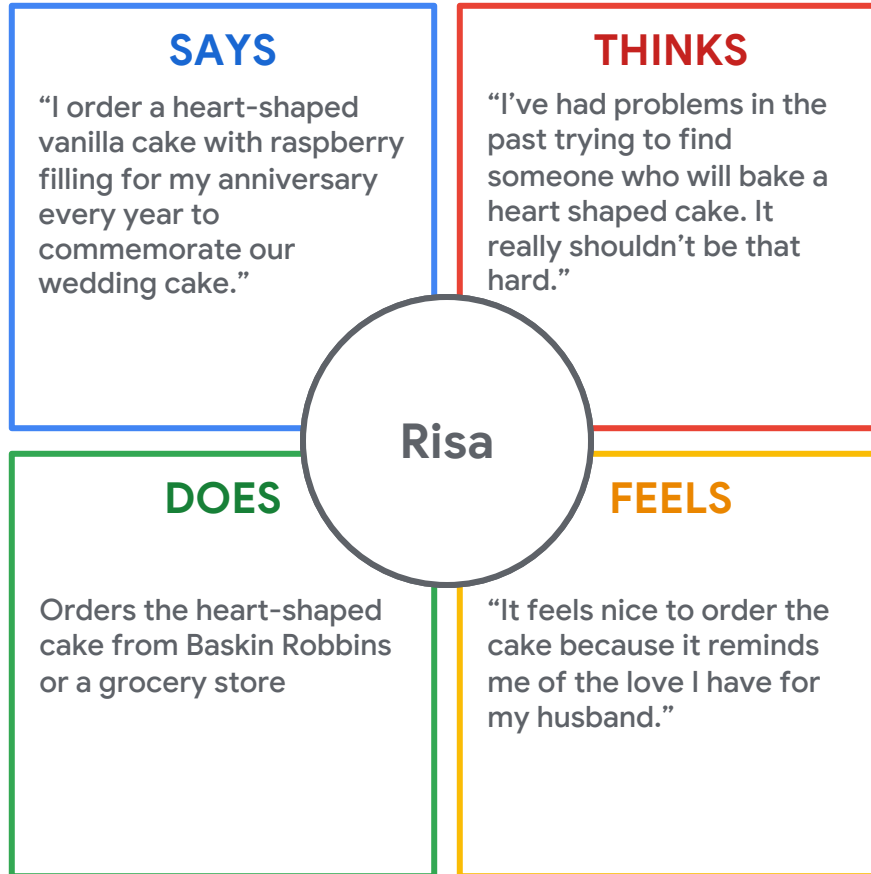 SAYS
“I order a heart-shaped
vanilla cake with raspberry
filling for my anniversary
every year to
commemorate our
wedding cake.”
THINKS
“I’ve had problems in the
past trying to find
someone who will bake a
heart shaped cake. It
really shouldn’t be that
hard.”
Risa
DOES
Orders the heart-shaped
cake from Baskin Robbins
or a grocery store
FEELS
“It feels nice to order the
cake because it reminds
me of the love I have for
my husband.”